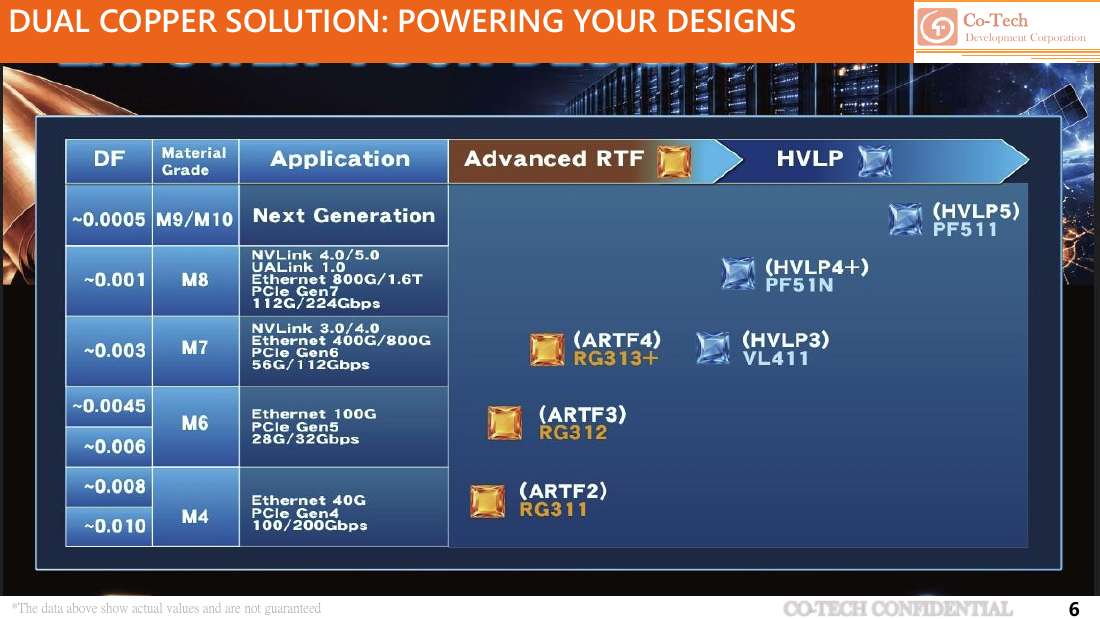 DUAL COPPER SOLUTION: POWERING YOUR DESIGNS
Co-Tech
Development Corporation
DF
Material
Grade
Application
Advanced RTF
HVLP
~0.0005
M9/M10
Next Generation
(HVLP5)
PF511
~0.001
M8
NVLink 4.0/5.0
UALink 1.0
Ethernet 800G/1.6T
PCIe Gen7
112G/224Gbps
(HVLP4+)
PF51N
~0.003
M7
NVLink 3.0/4.0
Ethernet 400G/800G
PCIe Gen6
56G/112Gbps
(ARTF4)
RG313+
(HVLP3)
VL411
~0.0045
~0.006
M6
Ethernet 100G
PCIe Gen5
28G/32Gbps
(ARTF3)
RG312
~0.008
~0.010
M4
Ethernet 40G
PCIe Gen4
100/200Gbps
(ARTF2)
RG311
*The data above show actual values and are not guaranteed
CO-TECH CONFIDENTIAL
6